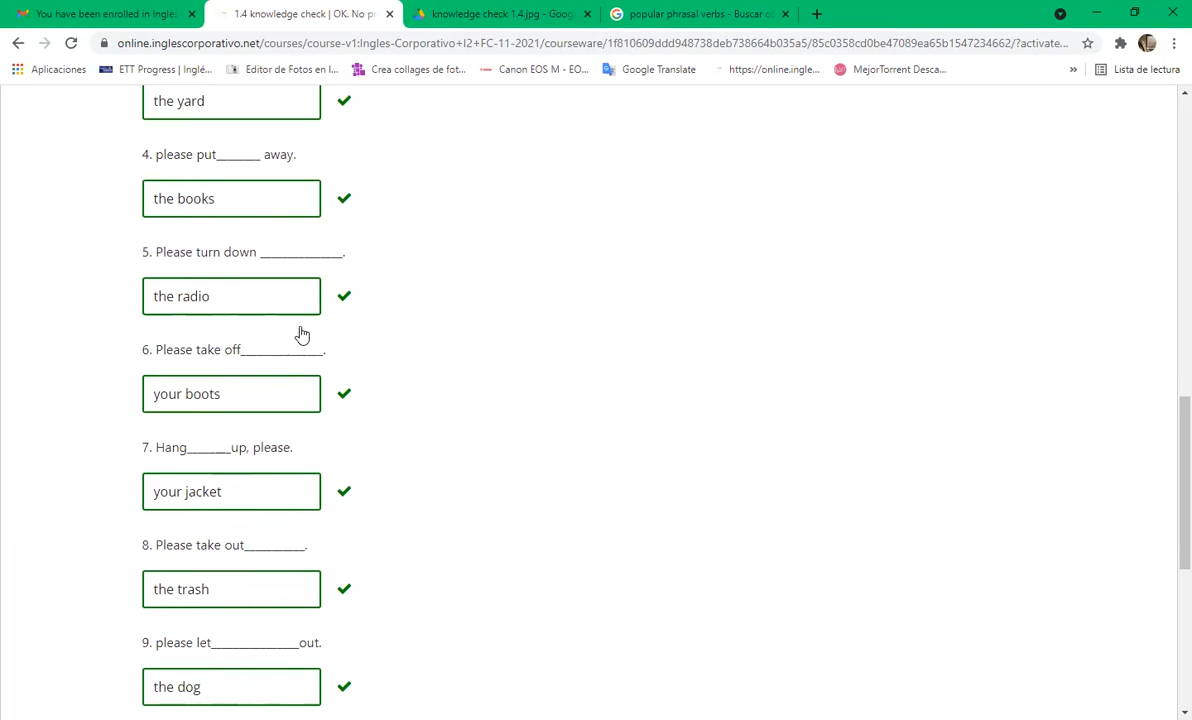 You have been enrolled in Inglés
1.4 knowledge check | OK. No pr
knowledge check 1.4.jpg - Goog
popular phrasal verbs - Buscar co
online.inglescorporativo.net/courses/course-v1:Ingles-Corporativo+I2+FC-11-2021/courseware/1f810609ddd948738deb738664b035a5/85c0358cd0be47089ea65b1547234662/?activate...
Aplicaciones
ETT Progress | Inglé...
Editor de Fotos en l...
Crea collages de fot...
Canon EOS M - EO...
Google Translate
https://online.ingle...
MejorTorrent Desca...
»
Lista de lectura
the yard
4. please put_______ away.
the books
5. Please turn down _____________.
the radio
6. Please take off_____________.
your boots
7. Hang_______up, please.
your jacket
8. Please take out__________.
the trash
9. please let______________out.
the dog